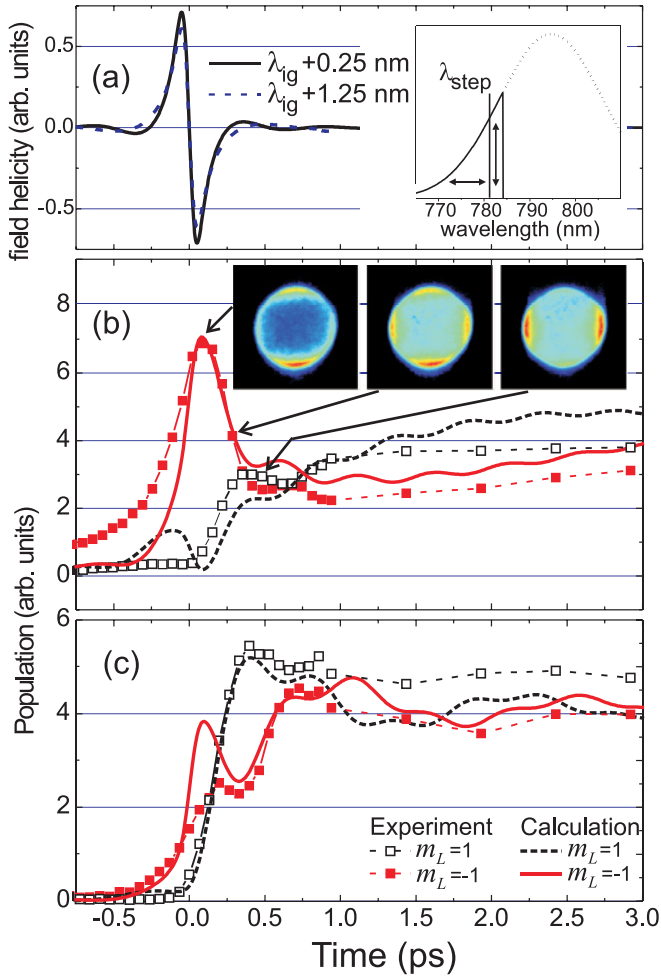 field helicity (arb. units)
0.5
0.0
-0.5
(a)
λig +0.25 nm
λig +1.25 nm
λstep
770 780 790 800
wavelength (nm)
Population (arb. units)
8
6
4
2
0
(b)
6
4
2
0
(c)
Experiment Calculation
mL=1 mL=1
mL=-1 mL=-1
-0.5 0.0 0.5 1.0 1.5 2.0 2.5 3.0
Time (ps)